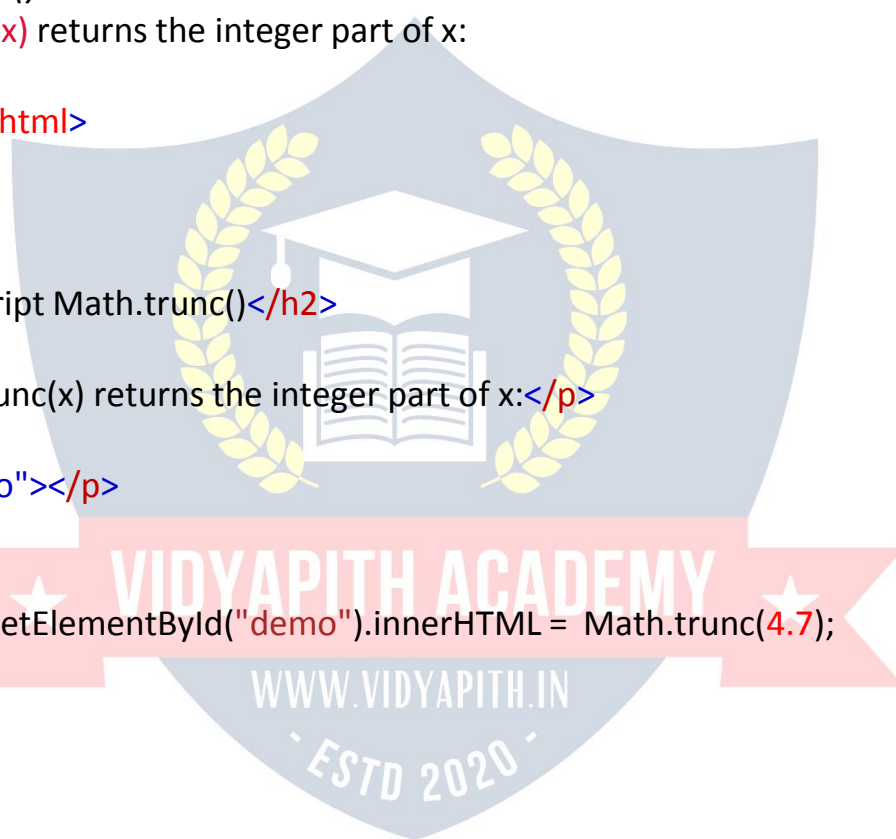 x) returns the integer part of x:
html>
ript Math.trunc()</h2>
unc(x) returns the integer part of x:</p>
o"></p>
VIDYAPITH ACADEMY
etElementById("demo").innerHTML = Math.trunc(4.7);
WWW.VIDYAPITH.IN
- ESTD 2020 -